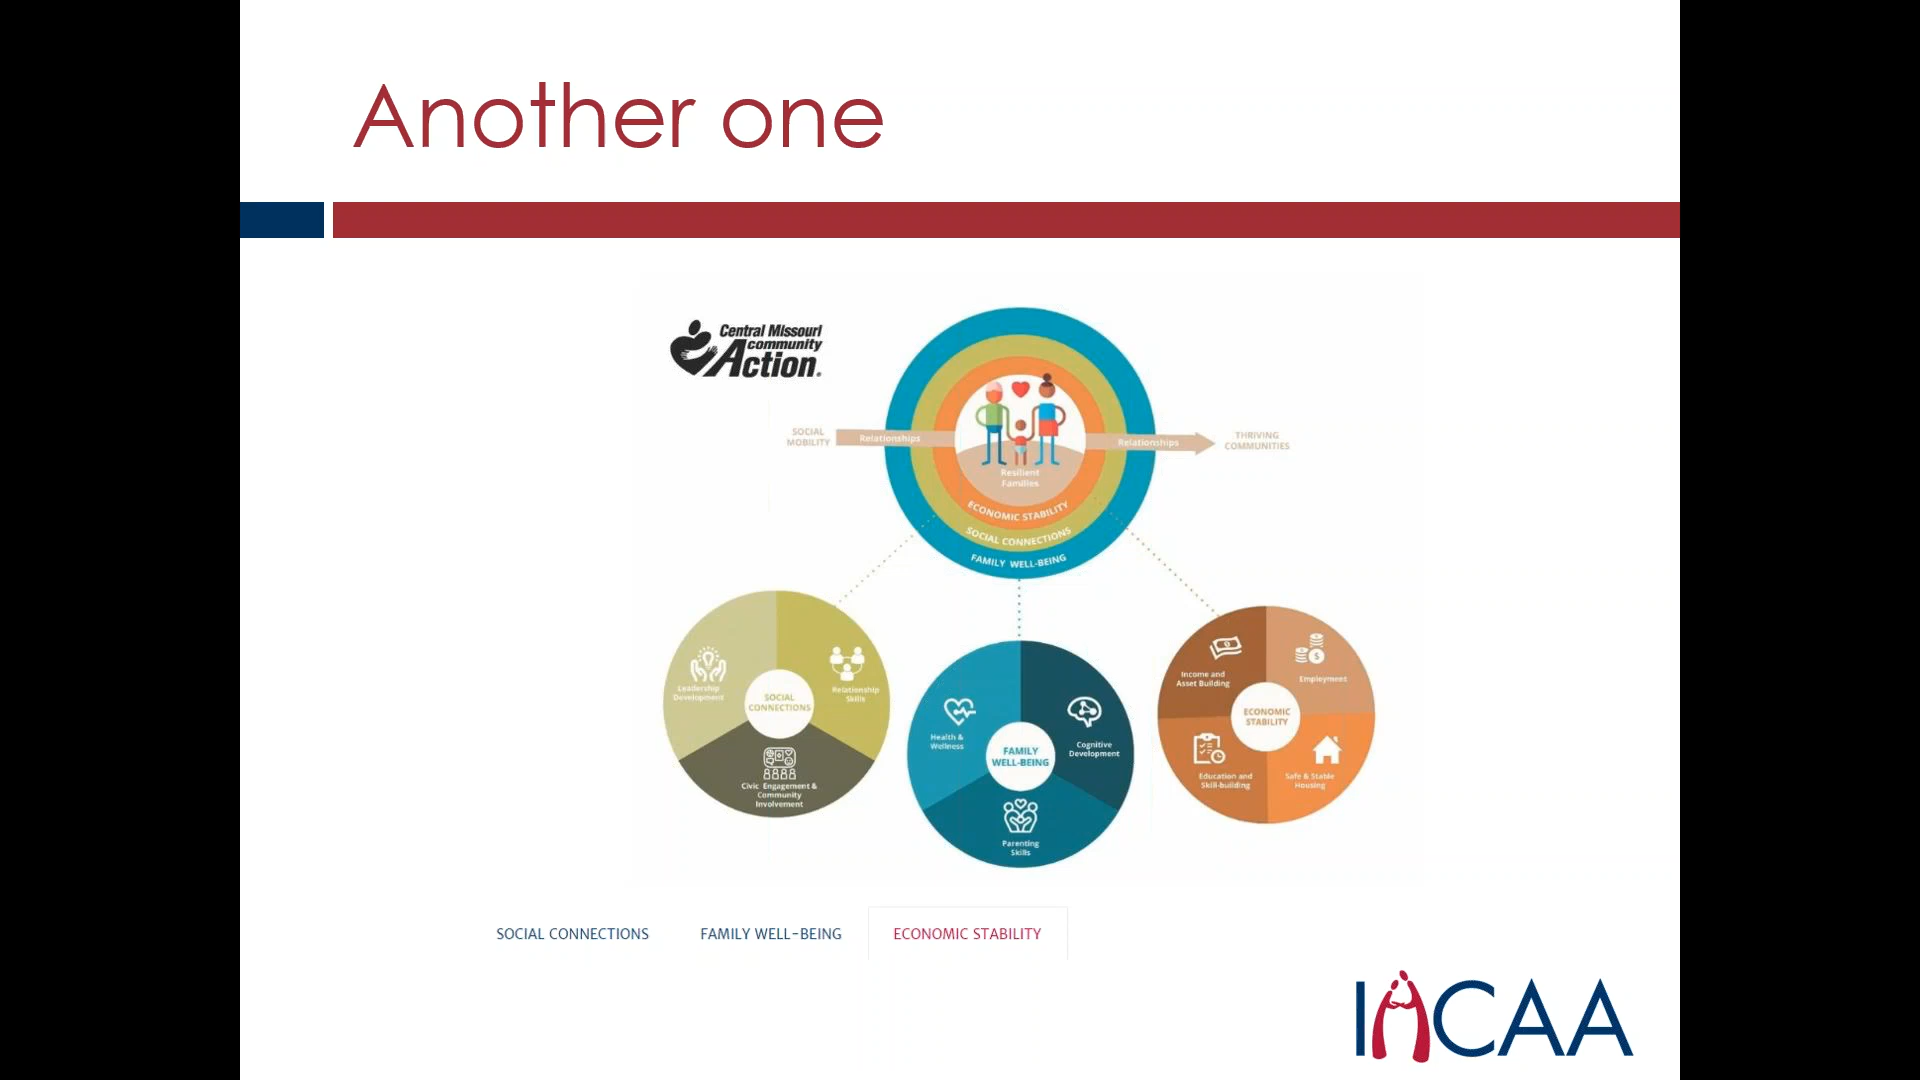 Another one
Central Missouri
community
Action.
SOCIAL
MOBILITY
Relationships
Relationships
THRIVING
COMMUNITIES
Resilient
Families
ECONOMIC STABILITY
SOCIAL CONNECTIONS
FAMILY WELL-BEING
Leadership
Development
Relationship
Skills
SOCIAL
CONNECTIONS
Civic Engagement &
Community
Involvement
Health &
Wellness
Cognitive
Development
FAMILY
WELL-BEING
Parenting
Skills
Income and
Asset Building
Employment
ECONOMIC
STABILITY
Education and
Skill-building
Safe & Stable
Housing
SOCIAL CONNECTIONS
FAMILY WELL-BEING
ECONOMIC STABILITY
INCAA